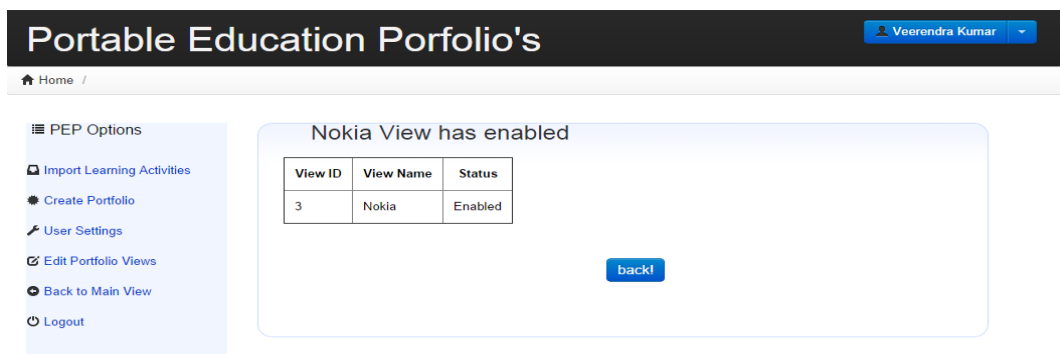 Portable Education Porfolio's
Veerendra Kumar
Home /
PEP Options
Import Learning Activities
Create Portfolio
User Settings
Edit Portfolio Views
Back to Main View
Logout
Nokia View has enabled
View ID View Name Status
3 Nokia Enabled
back!